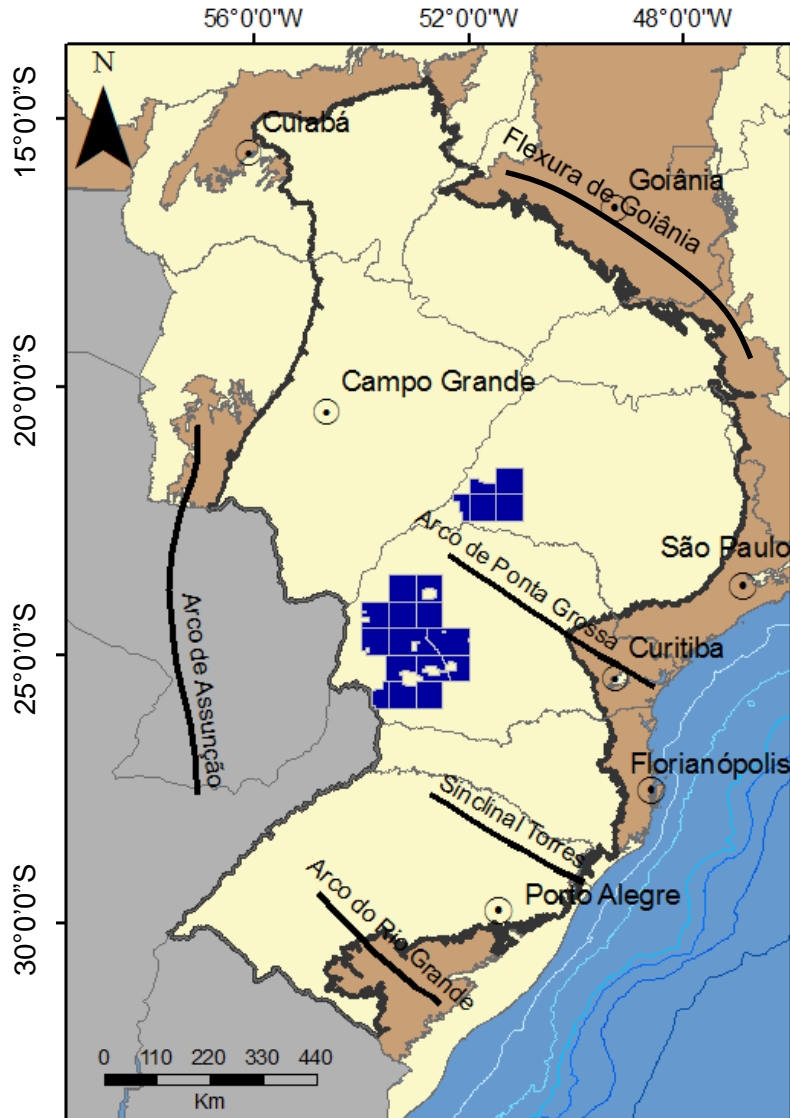 56°0'0"W 52°0'0"W 48°0'0"W
N
15°0'0"S
Cuiabá
Flexura de Goiânia
Goiânia
20°0'0"S
Campo Grande
Arco de Ponta Grossa
São Paulo
Arco de Assunção
25°0'0"S
Curitiba
Florianópolis
Sinclinal Torres
Arco do Rio Grande
Porto Alegre
30°0'0"S
0 110 220 330 440
Km